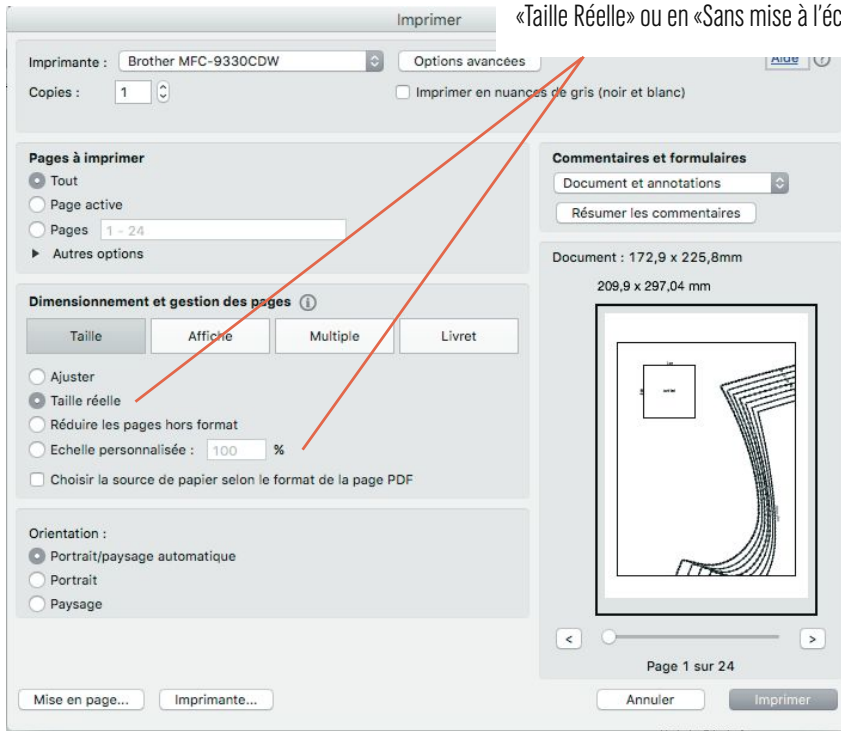 «Taille Réelle» ou en «Sans mise à l'éc
Imprimer
Imprimante : Brother MFC-9330CDW Options avancées Aide ?
Copies : 1 Imprimer en nuances de gris (noir et blanc)
Pages à imprimer
Tout
Page active
Pages 1 - 24
Autres options
Commentaires et formulaires
Document et annotations
Résumer les commentaires
Dimensionnement et gestion des pages
Taille Affiche Multiple Livret
Ajuster
Taille réelle
Réduire les pages hors format
Echelle personnalisée : 100 %
Choisir la source de papier selon le format de la page PDF
Orientation :
Portrait/paysage automatique
Portrait
Paysage
Document : 172,9 x 225,8mm
209,9 x 297,04 mm
< >
Page 1 sur 24
Mise en page... Imprimante... Annuler Imprimer